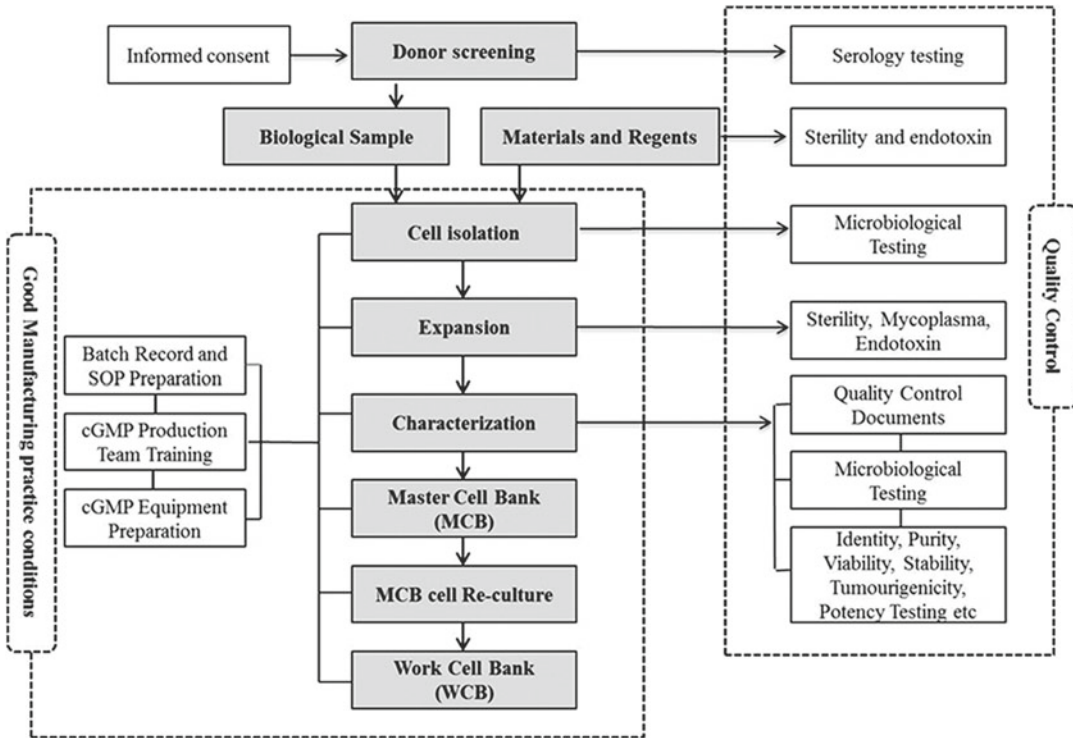 Informed consent
Donor screening
Serology testing
Biological Sample
Materials and Regents
Sterility and endotoxin
Cell isolation
Microbiological
Testing
Expansion
Sterility, Mycoplasma,
Endotoxin
Batch Record and
SOP Preparation
cGMP Production
Team Training
cGMP Equipment
Preparation
Characterization
Quality Control
Documents
Microbiological
Testing
Identity, Purity,
Viability, Stability,
Tumourigenicity,
Potency Testing etc
Master Cell Bank
(MCB)
MCB cell Re-culture
Work Cell Bank
(WCB)
Good Manufacturing practice conditions
Quality Control